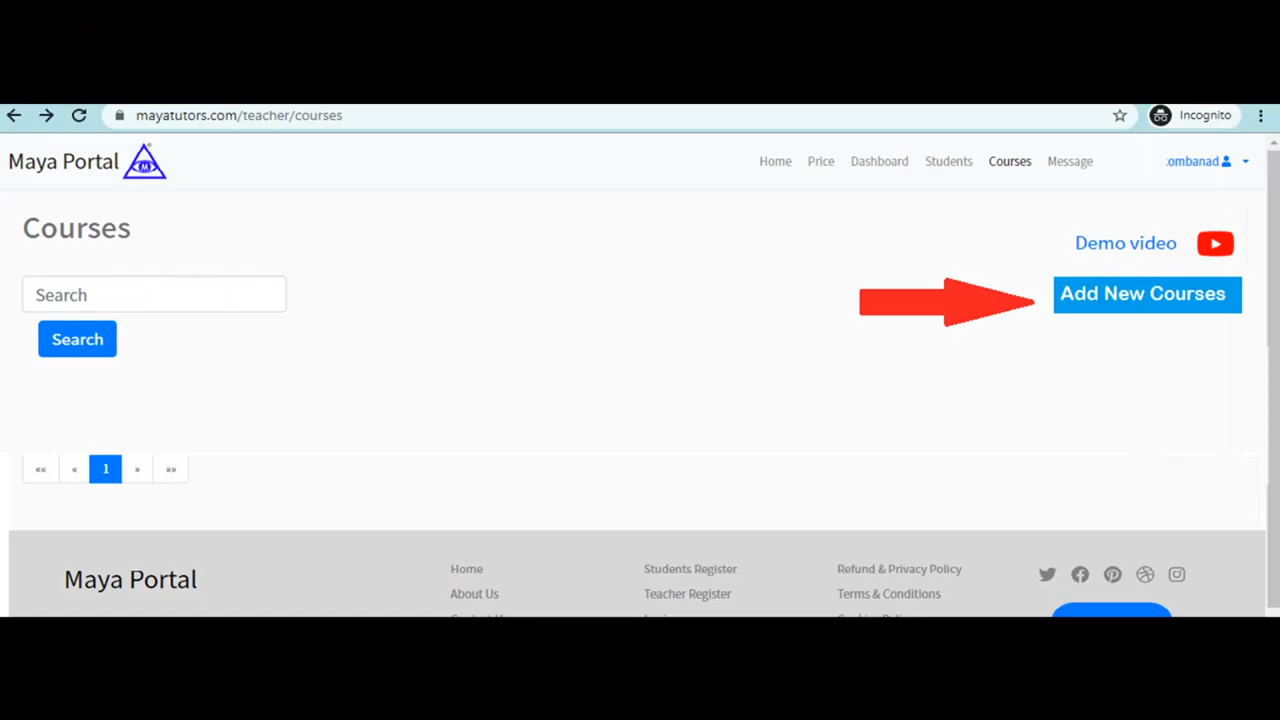 mayatutors.com/teacher/courses
Incognito
Maya Portal
M
Home Price Dashboard Students Courses Message
ombanad
Courses
Demo video
Search
Add New Courses
Search
«« « 1 » »»
Maya Portal
Home
Students Register
Refund & Privacy Policy
About Us
Teacher Register
Terms & Conditions